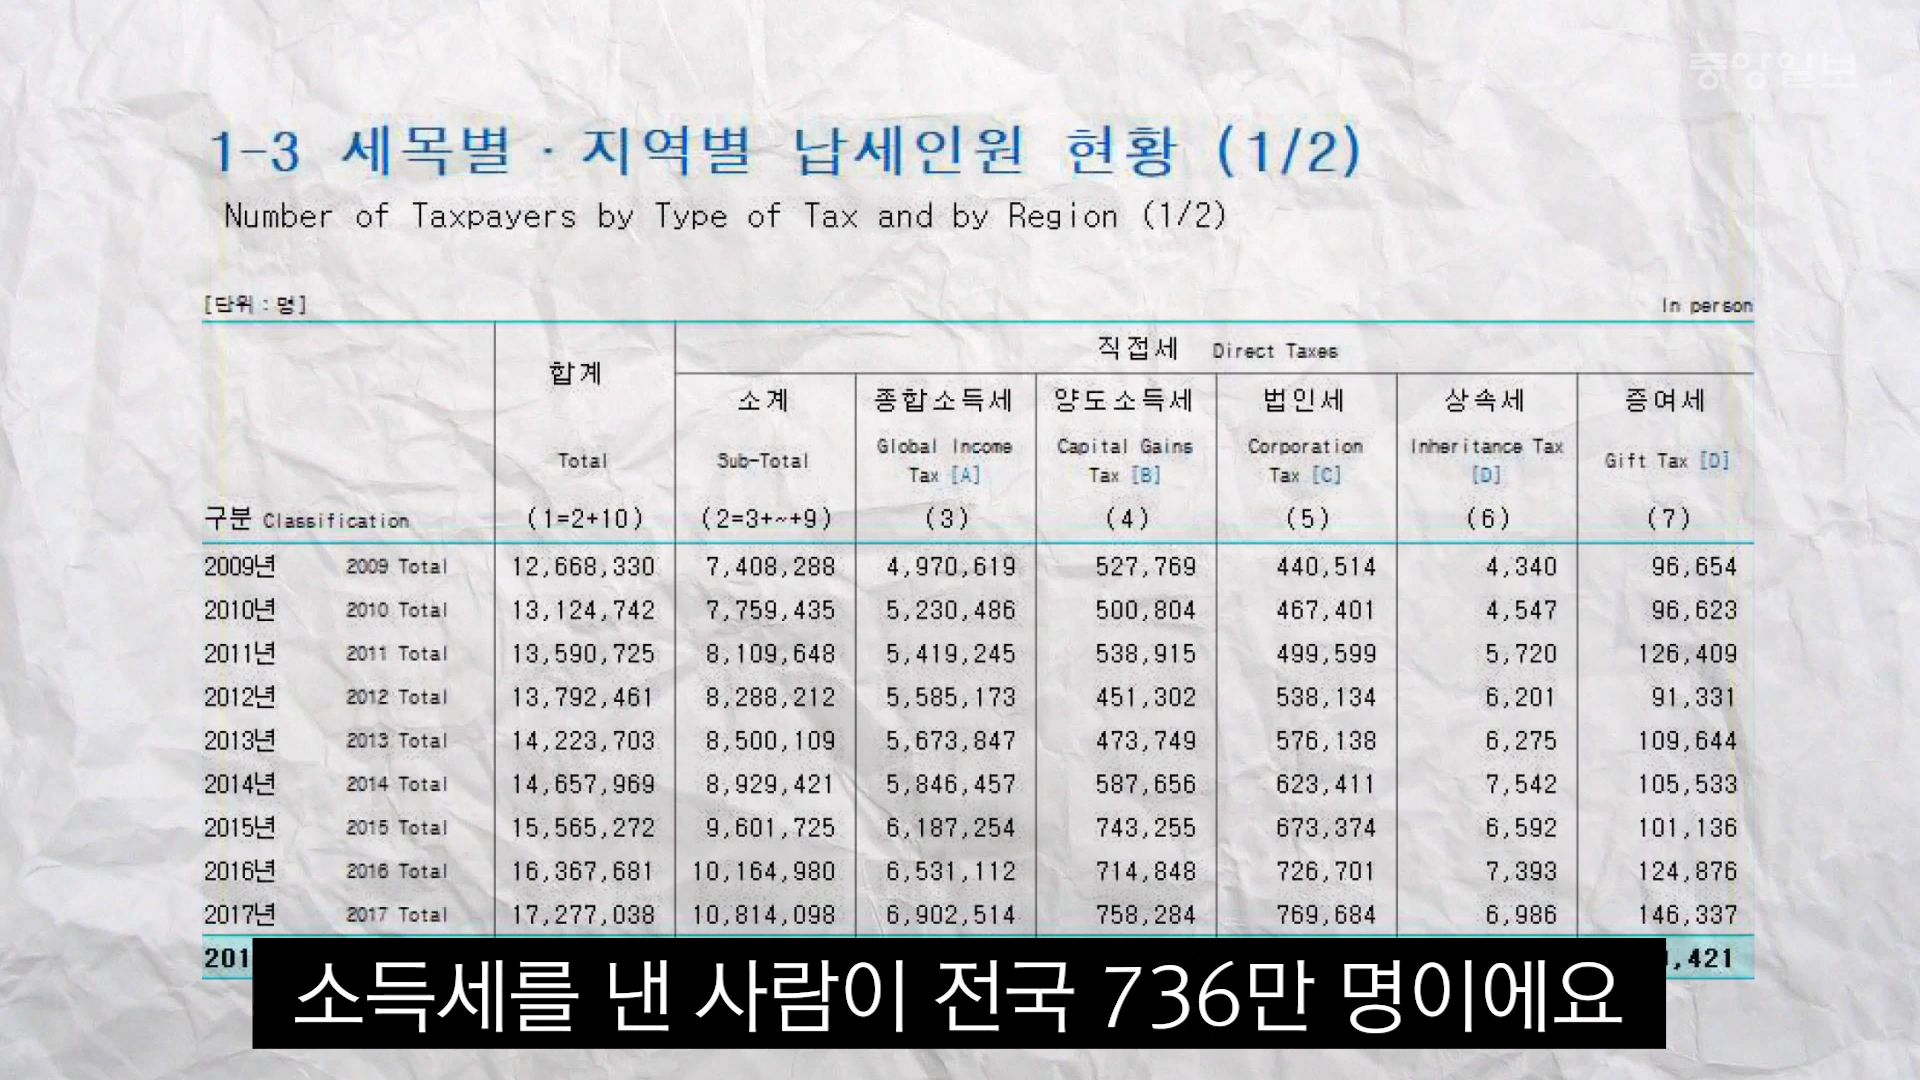 중앙일보
1-3 세목별·지역별 납세인원 현황 (1/2)
Number of Taxpayers by Type of Tax and by Region (1/2)
[단위 : 명] In person
합계 직접세 Direct Taxes
소계 종합소득세 양도소득세 법인세 상속세 증여세
Total Sub-Total Global Income Tax [A] Capital Gains Tax [B] Corporation Tax [C] Inheritance Tax [D] Gift Tax [D]
구분 Classification (1=2+10) (2=3+~+9) (3) (4) (5) (6) (7)
2009년 2009 Total 12,668,330 7,408,288 4,970,619 527,769 440,514 4,340 96,654
2010년 2010 Total 13,124,742 7,759,435 5,230,486 500,804 467,401 4,547 96,623
2011년 2011 Total 13,590,725 8,109,648 5,419,245 538,915 499,599 5,720 126,409
2012년 2012 Total 13,792,461 8,288,212 5,585,173 451,302 538,134 6,201 91,331
2013년 2013 Total 14,223,703 8,500,109 5,673,847 473,749 576,138 6,275 109,644
2014년 2014 Total 14,657,969 8,929,421 5,846,457 587,656 623,411 7,542 105,533
2015년 2015 Total 15,565,272 9,601,725 6,187,254 743,255 673,374 6,592 101,136
2016년 2016 Total 16,367,681 10,164,980 6,531,112 714,848 726,701 7,393 124,876
2017년 2017 Total 17,277,038 10,814,098 6,902,514 758,284 769,684 6,986 146,337
201 ,421
소득세를 낸 사람이 전국 736만 명이에요